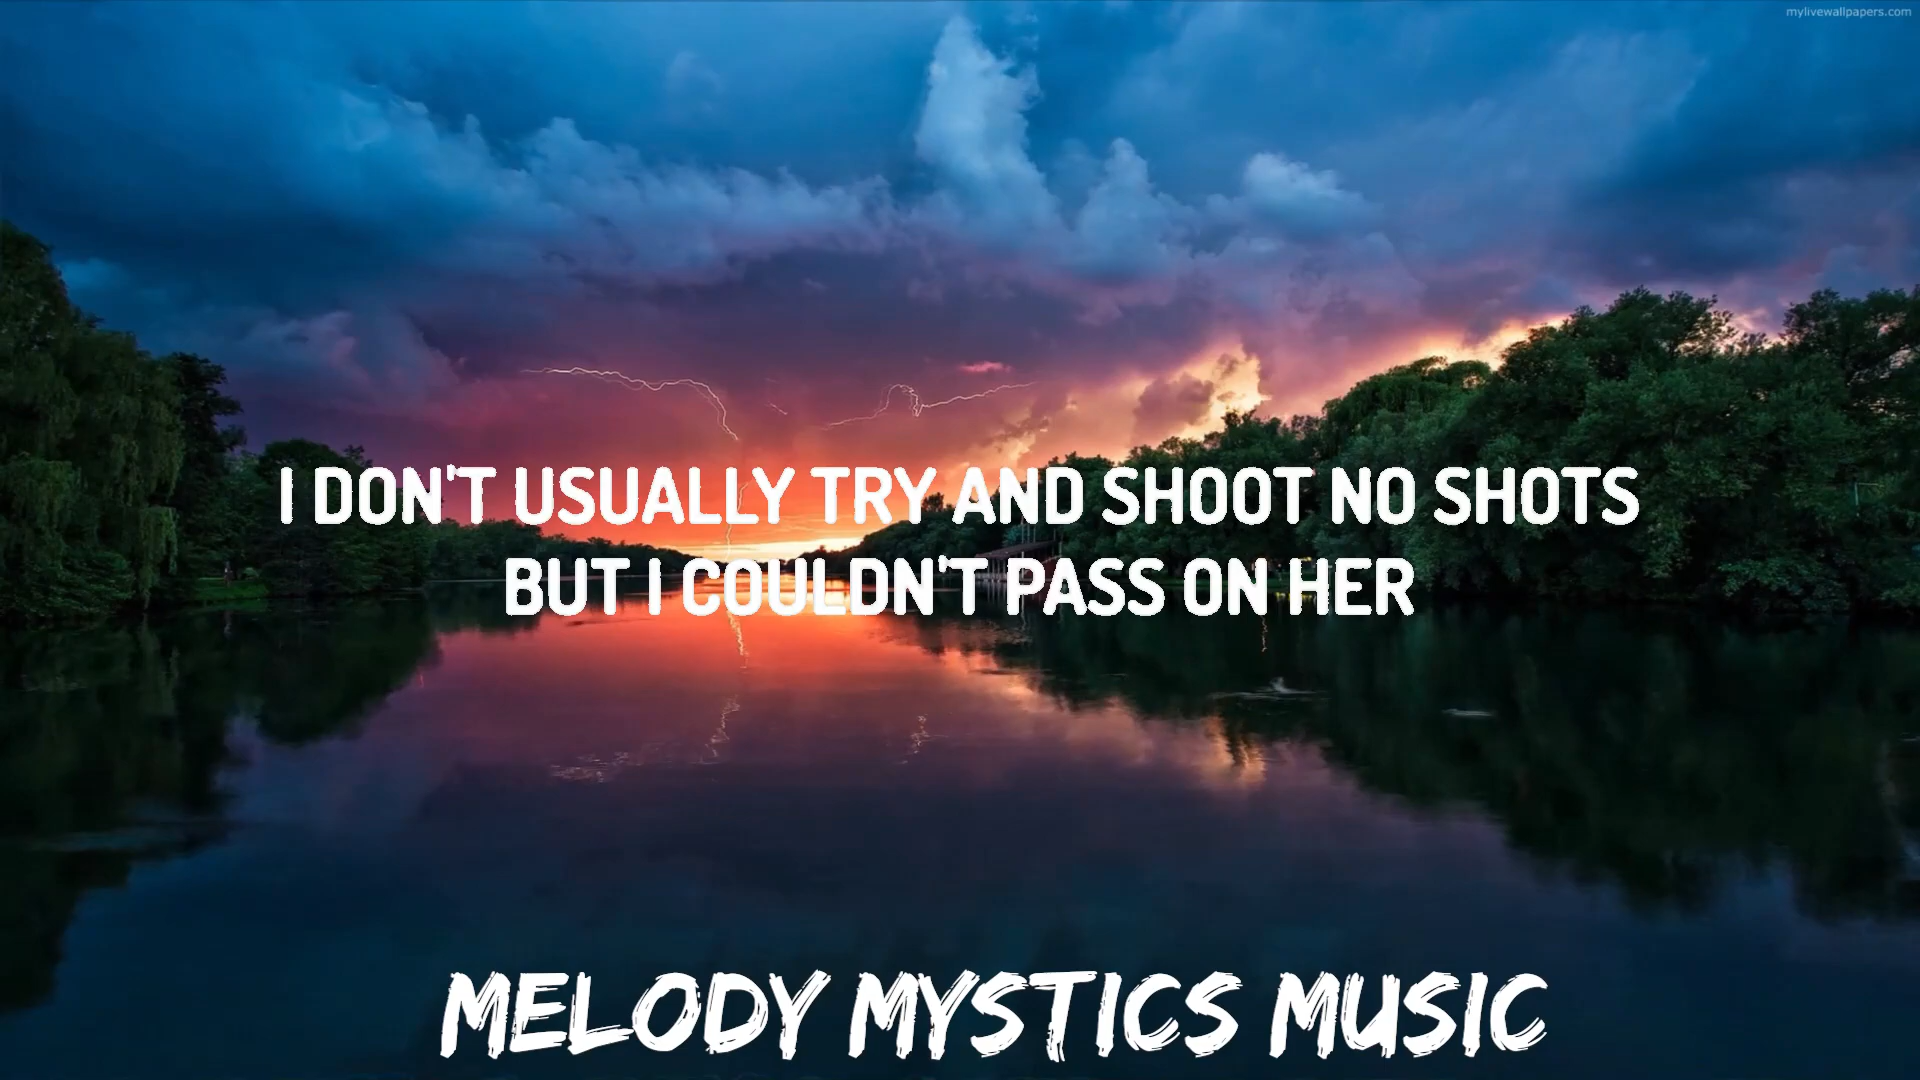 mylivewallpapers.com
I DON'T USUALLY TRY AND SHOOT NO SHOTS
BUT I COULDN'T PASS ON HER
MELODY MYSTICS MUSIC